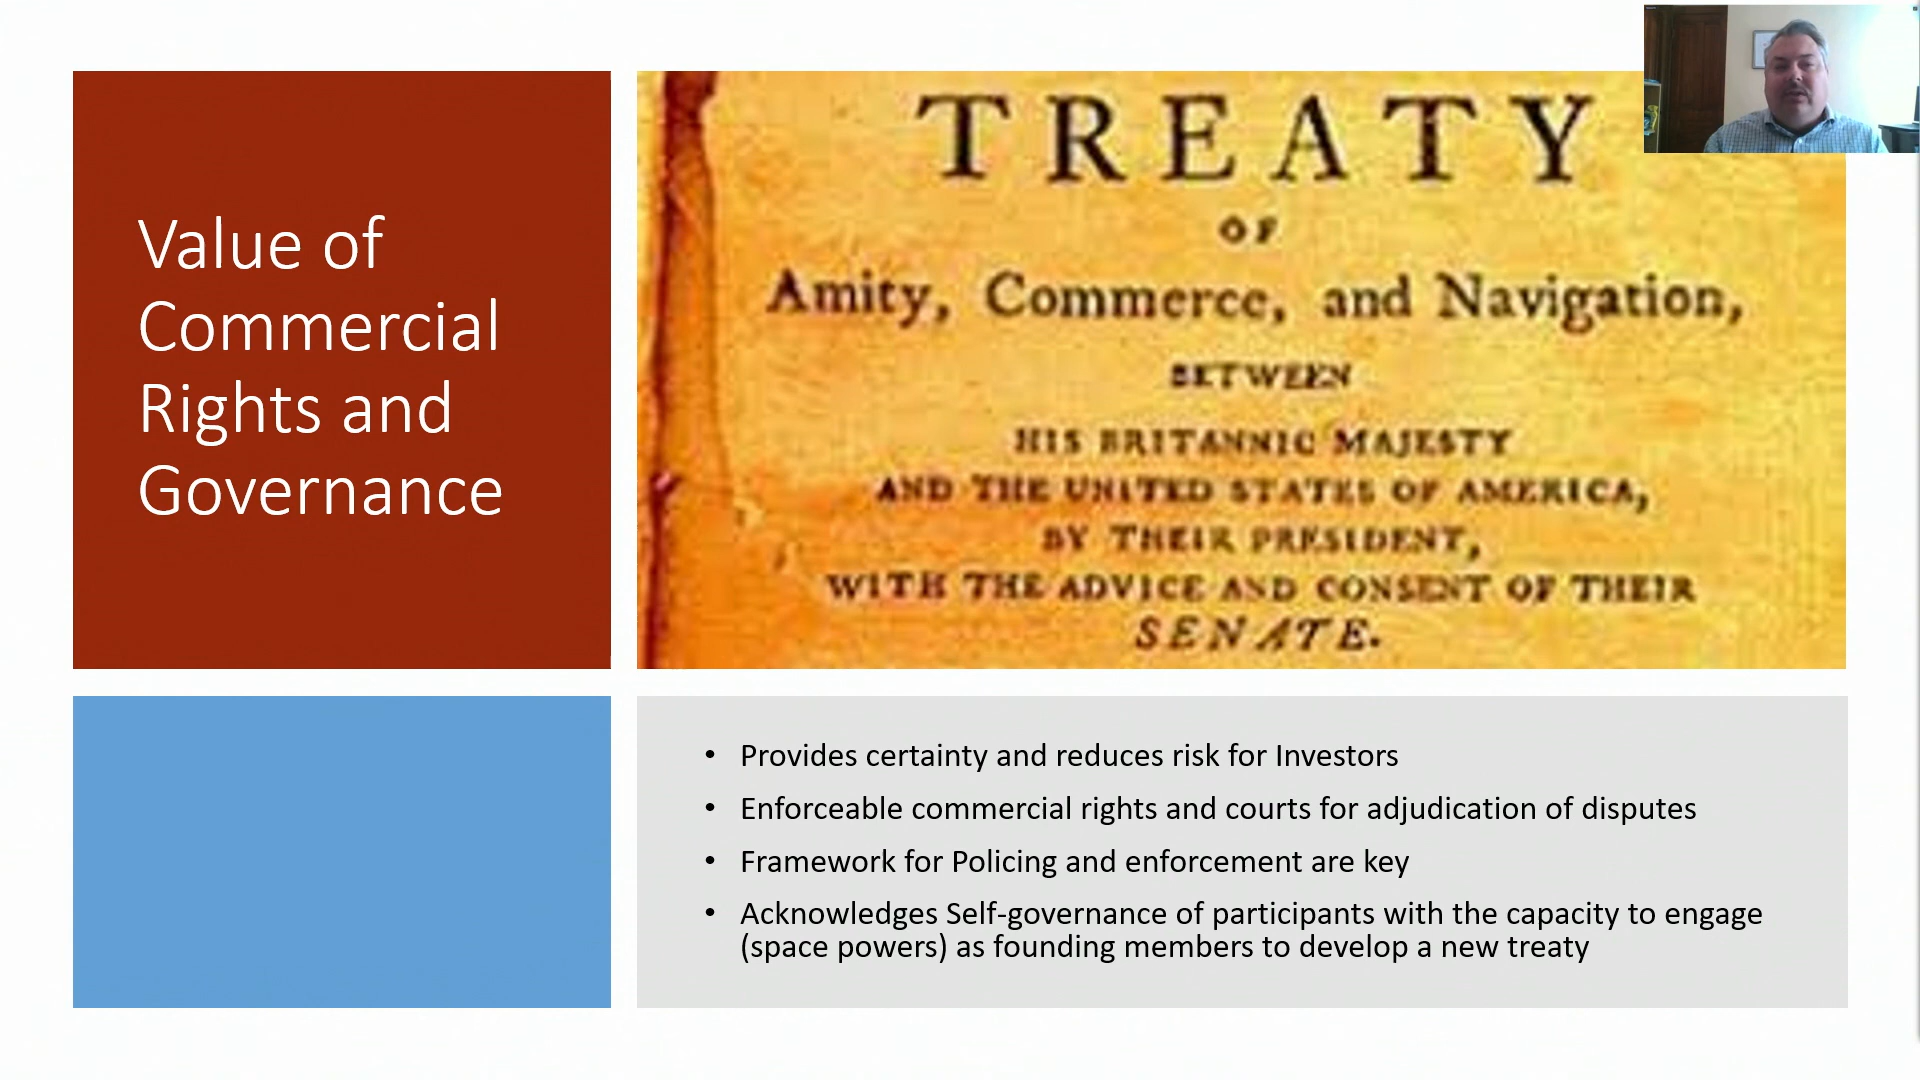 Value of
Commercial
Rights and
Governance
TREATY
OF
Amity, Commerce, and Navigation,
BETWEEN
HIS BRITANNIC MAJESTY
AND THE UNITED STATES OF AMERICA,
BY THEIR PRESIDENT,
WITH THE ADVICE AND CONSENT OF THEIR
SENATE.
• Provides certainty and reduces risk for Investors
• Enforceable commercial rights and courts for adjudication of disputes
• Framework for Policing and enforcement are key
• Acknowledges Self-governance of participants with the capacity to engage
(space powers) as founding members to develop a new treaty